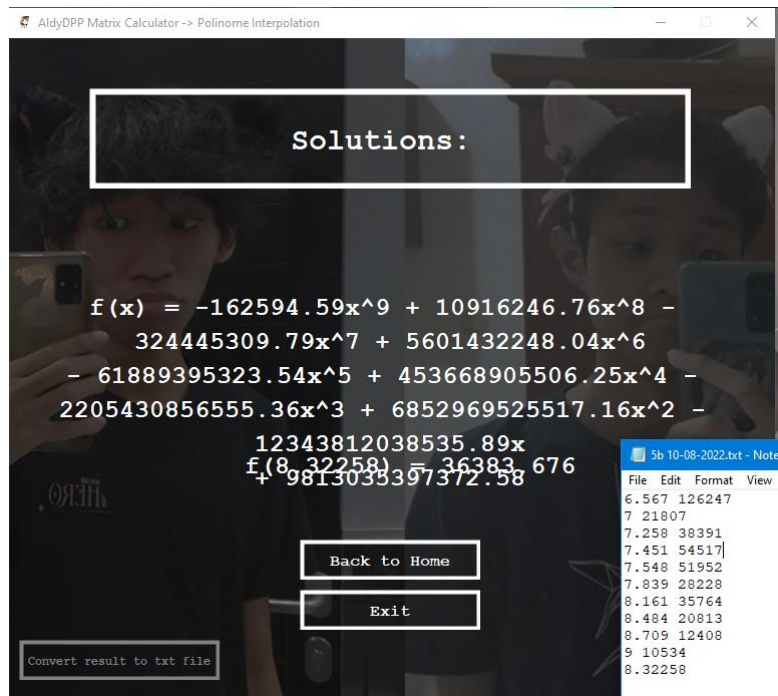 AldyDPP Matrix Calculator -> Polinome Interpolation
Solutions:
f(x) = -162594.59x^9 + 10916246.76x^8 -
324445309.79x^7 + 5601432248.04x^6
- 61889395323.54x^5 + 453668905506.25x^4 -
2205430856555.36x^3 + 6852969525517.16x^2 -
12343812038535.89x
f(8.32258) = 36383.676
+ 9813035397372.58
Back to Home
Exit
Convert result to txt file
HERO
5b 10-08-2022.txt - Note
File Edit Format View
6.567 126247
7 21807
7.258 38391
7.451 54517
7.548 51952
7.839 28228
8.161 35764
8.484 20813
8.709 12408
9 10534
8.32258